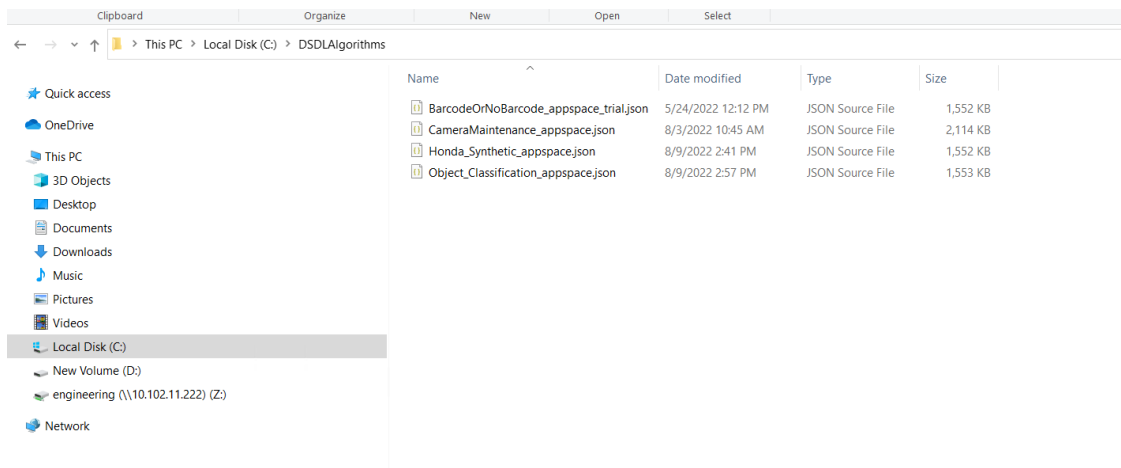 Clipboard Organize New Open Select
This PC > Local Disk (C:) > DSDLAlgorithms
Quick access
OneDrive
This PC
3D Objects
Desktop
Documents
Downloads
Music
Pictures
Videos
Local Disk (C:)
New Volume (D:)
engineering (\\10.102.11.222) (Z:)
Network
Name Date modified Type Size
BarcodeOrNoBarcode_appspace_trial.json 5/24/2022 12:12 PM JSON Source File 1,552 KB
CameraMaintenance_appspace.json 8/3/2022 10:45 AM JSON Source File 2,114 KB
Honda_Synthetic_appspace.json 8/9/2022 2:41 PM JSON Source File 1,552 KB
Object_Classification_appspace.json 8/9/2022 2:57 PM JSON Source File 1,553 KB